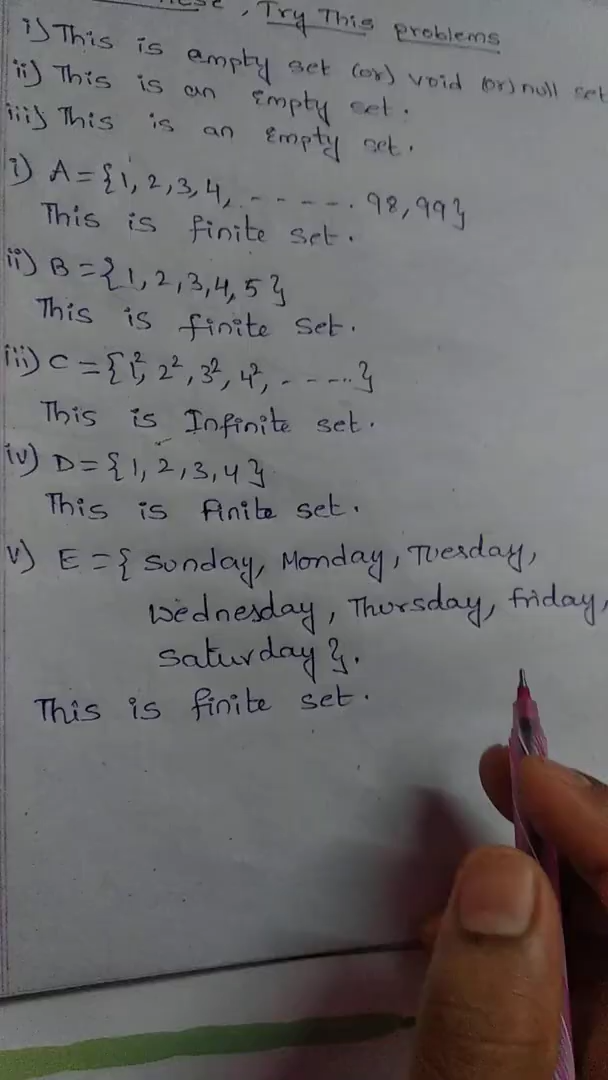 , Try This problems
i) This is empty set (or) void (or) null set
ii) This is an Empty set.
iii) This is an Empty set.
i) A = {1, 2, 3, 4, ------. 98, 99}
This is finite set.
ii) B = {1, 2, 3, 4, 5}
This is finite set.
iii) C = {1², 2², 3², 4², ------}
This is Infinite set.
iv) D = {1, 2, 3, 4}
This is finite set.
v) E = { Sunday, Monday, Tuesday,
Wednesday, Thursday, friday,
Saturday }.
This is finite set.